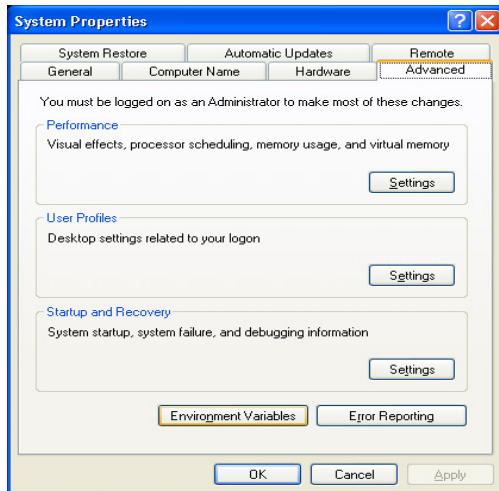 System Properties
System Restore Automatic Updates Remote
General Computer Name Hardware Advanced
You must be logged on as an Administrator to make most of these changes.
Performance
Visual effects, processor scheduling, memory usage, and virtual memory
Settings
User Profiles
Desktop settings related to your logon
Settings
Startup and Recovery
System startup, system failure, and debugging information
Settings
Environment Variables Error Reporting
OK Cancel Apply